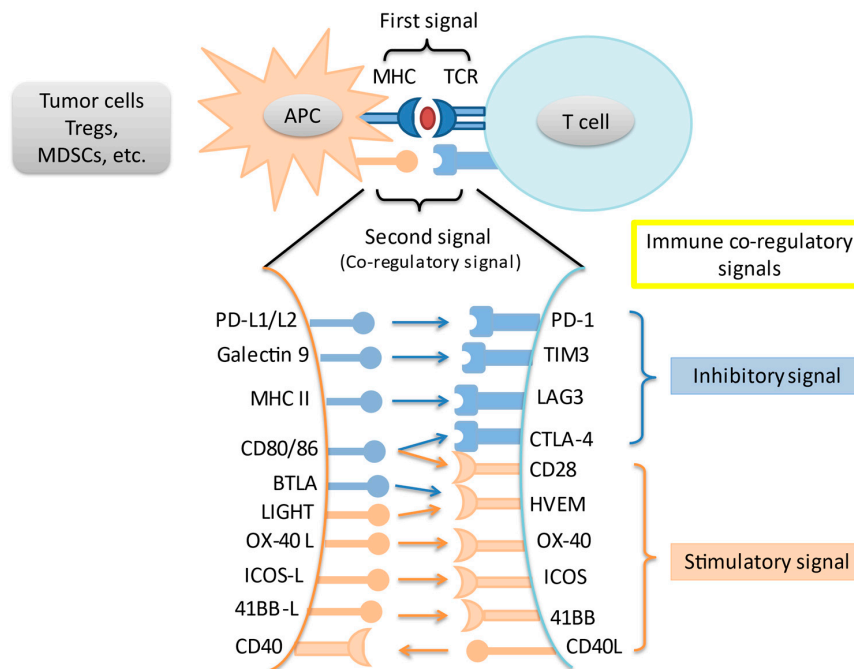 First signal
MHC TCR
Tumor cells
Tregs,
MDSCs, etc.
APC
T cell
Second signal
(Co-regulatory signal)
Immune co-regulatory
signals
PD-L1/L2
PD-1
Galectin 9
TIM3
MHC II
LAG3
Inhibitory signal
CD80/86
CTLA-4
CD28
BTLA
LIGHT
HVEM
OX-40 L
OX-40
Stimulatory signal
ICOS-L
ICOS
41BB-L
41BB
CD40
CD40L